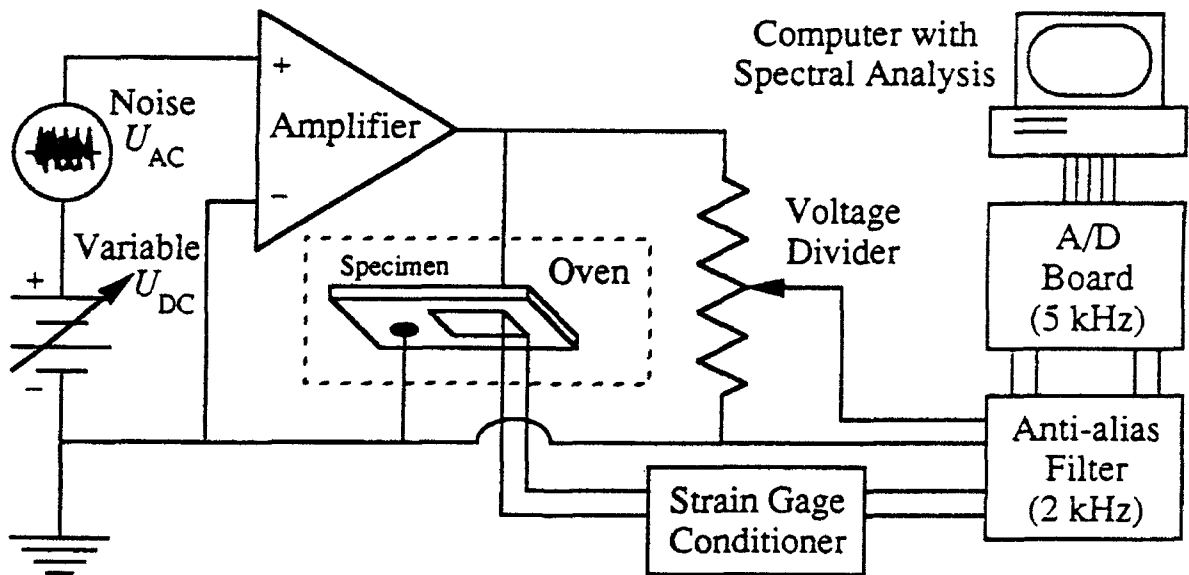 Computer with
Spectral Analysis
+
Amplifier
−
Noise
U_AC
Variable
U_DC
+
−
Specimen
Oven
Voltage
Divider
A/D
Board
(5 kHz)
Anti-alias
Filter
(2 kHz)
Strain Gage
Conditioner